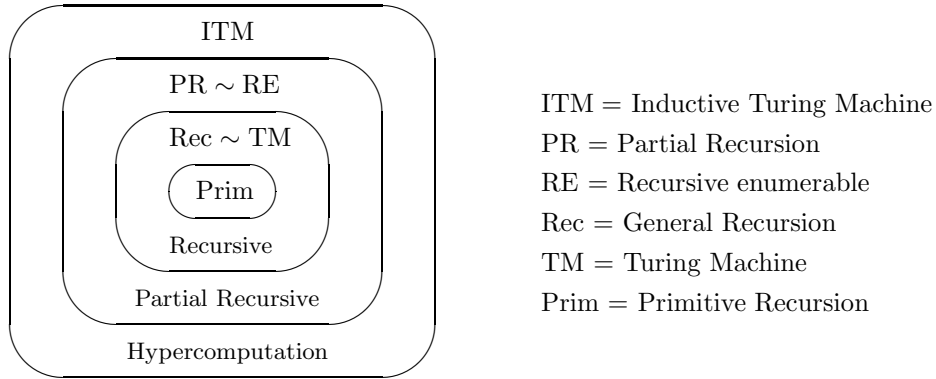 ITM
PR ∼ RE
Rec ∼ TM
Prim
Recursive
Partial Recursive
Hypercomputation
ITM = Inductive Turing Machine
PR = Partial Recursion
RE = Recursive enumerable
Rec = General Recursion
TM = Turing Machine
Prim = Primitive Recursion